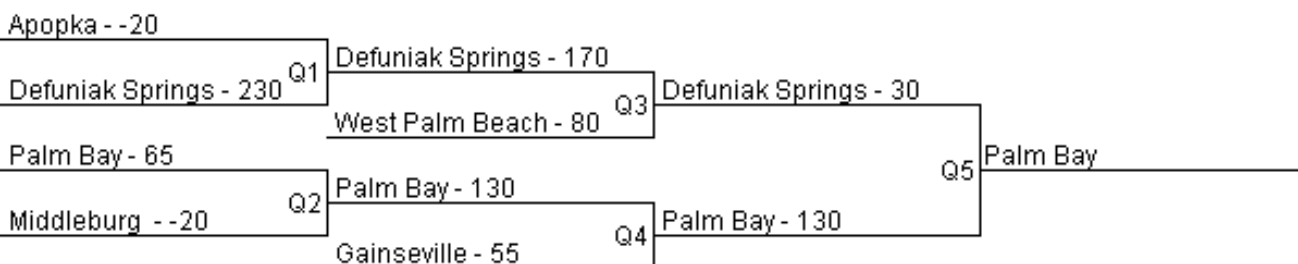 Apopka - -20
Defuniak Springs - 230
Q1
Defuniak Springs - 170
West Palm Beach - 80
Q3
Defuniak Springs - 30
Palm Bay - 65
Middleburg - -20
Q2
Palm Bay - 130
Gainseville - 55
Q4
Palm Bay - 130
Q5
Palm Bay